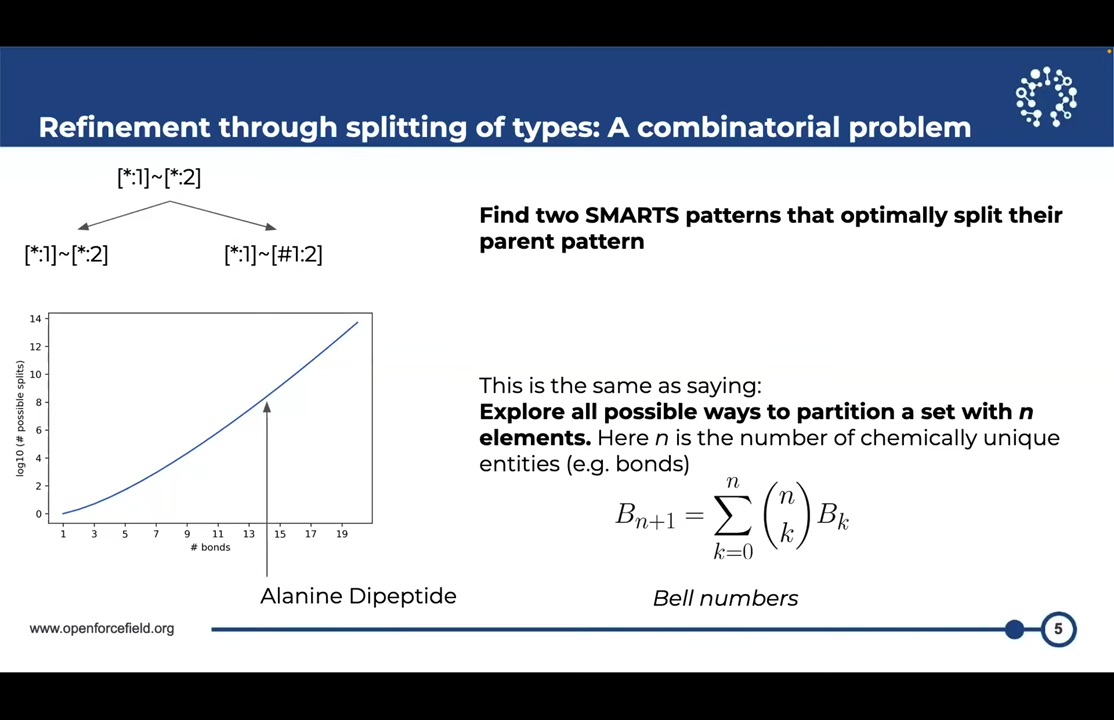 Refinement through splitting of types: A combinatorial problem
[*:1]~[*:2]
[*:1]~[*:2]
[*:1]~[#1:2]
Find two SMARTS patterns that optimally split their
parent pattern
log10 (# possible splits)
14
12
10
8
6
4
2
0
1 3 5 7 9 11 13 15 17 19
# bonds
Alanine Dipeptide
This is the same as saying:
Explore all possible ways to partition a set with n
elements. Here n is the number of chemically unique
entities (e.g. bonds)
B_{n+1} = \sum_{k=0}^{n} \binom{n}{k} B_k
Bell numbers
www.openforcefield.org
5